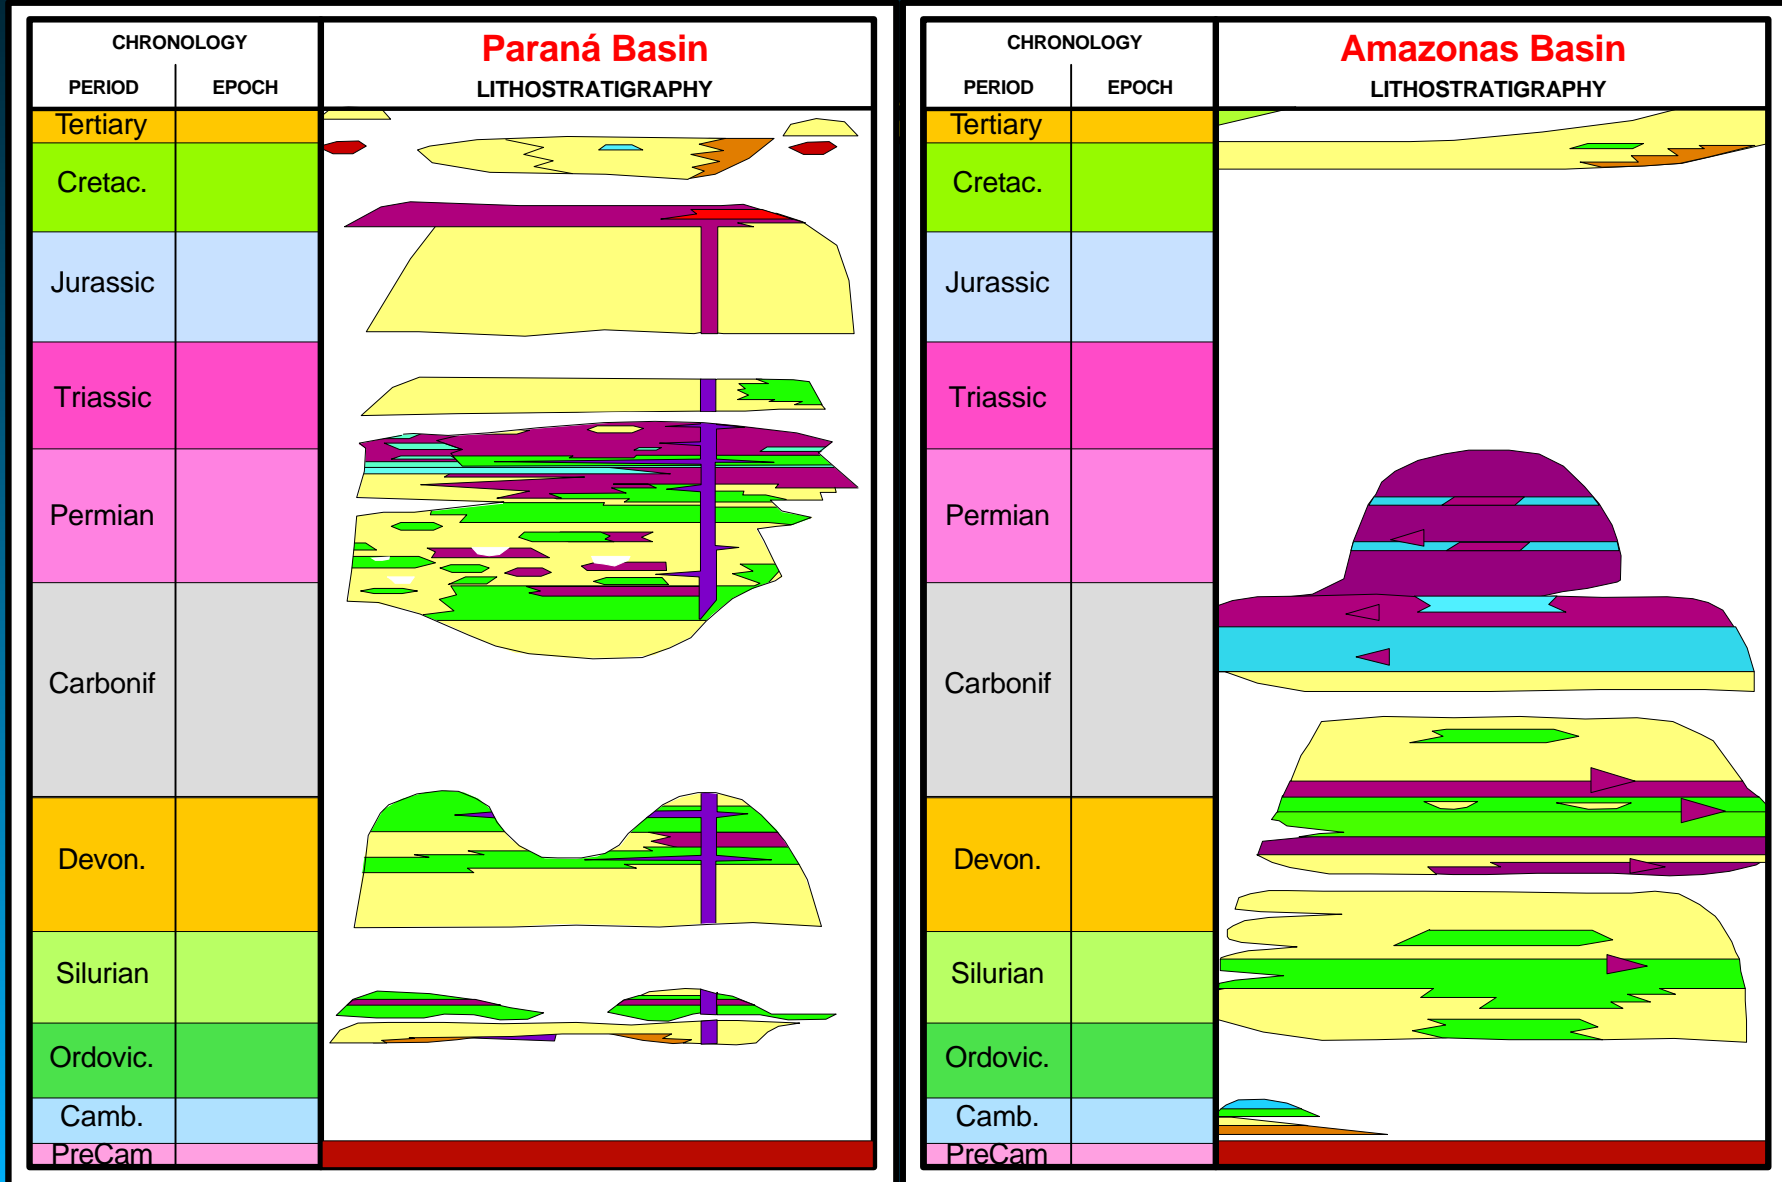 CHRONOLOGY
Paraná Basin
PERIOD EPOCH LITHOSTRATIGRAPHY
Tertiary
Cretac.
Jurassic
Triassic
Permian
Carbonif
Devon.
Silurian
Ordovic.
Camb.
PreCam
CHRONOLOGY
Amazonas Basin
PERIOD EPOCH LITHOSTRATIGRAPHY
Tertiary
Cretac.
Jurassic
Triassic
Permian
Carbonif
Devon.
Silurian
Ordovic.
Camb.
PreCam